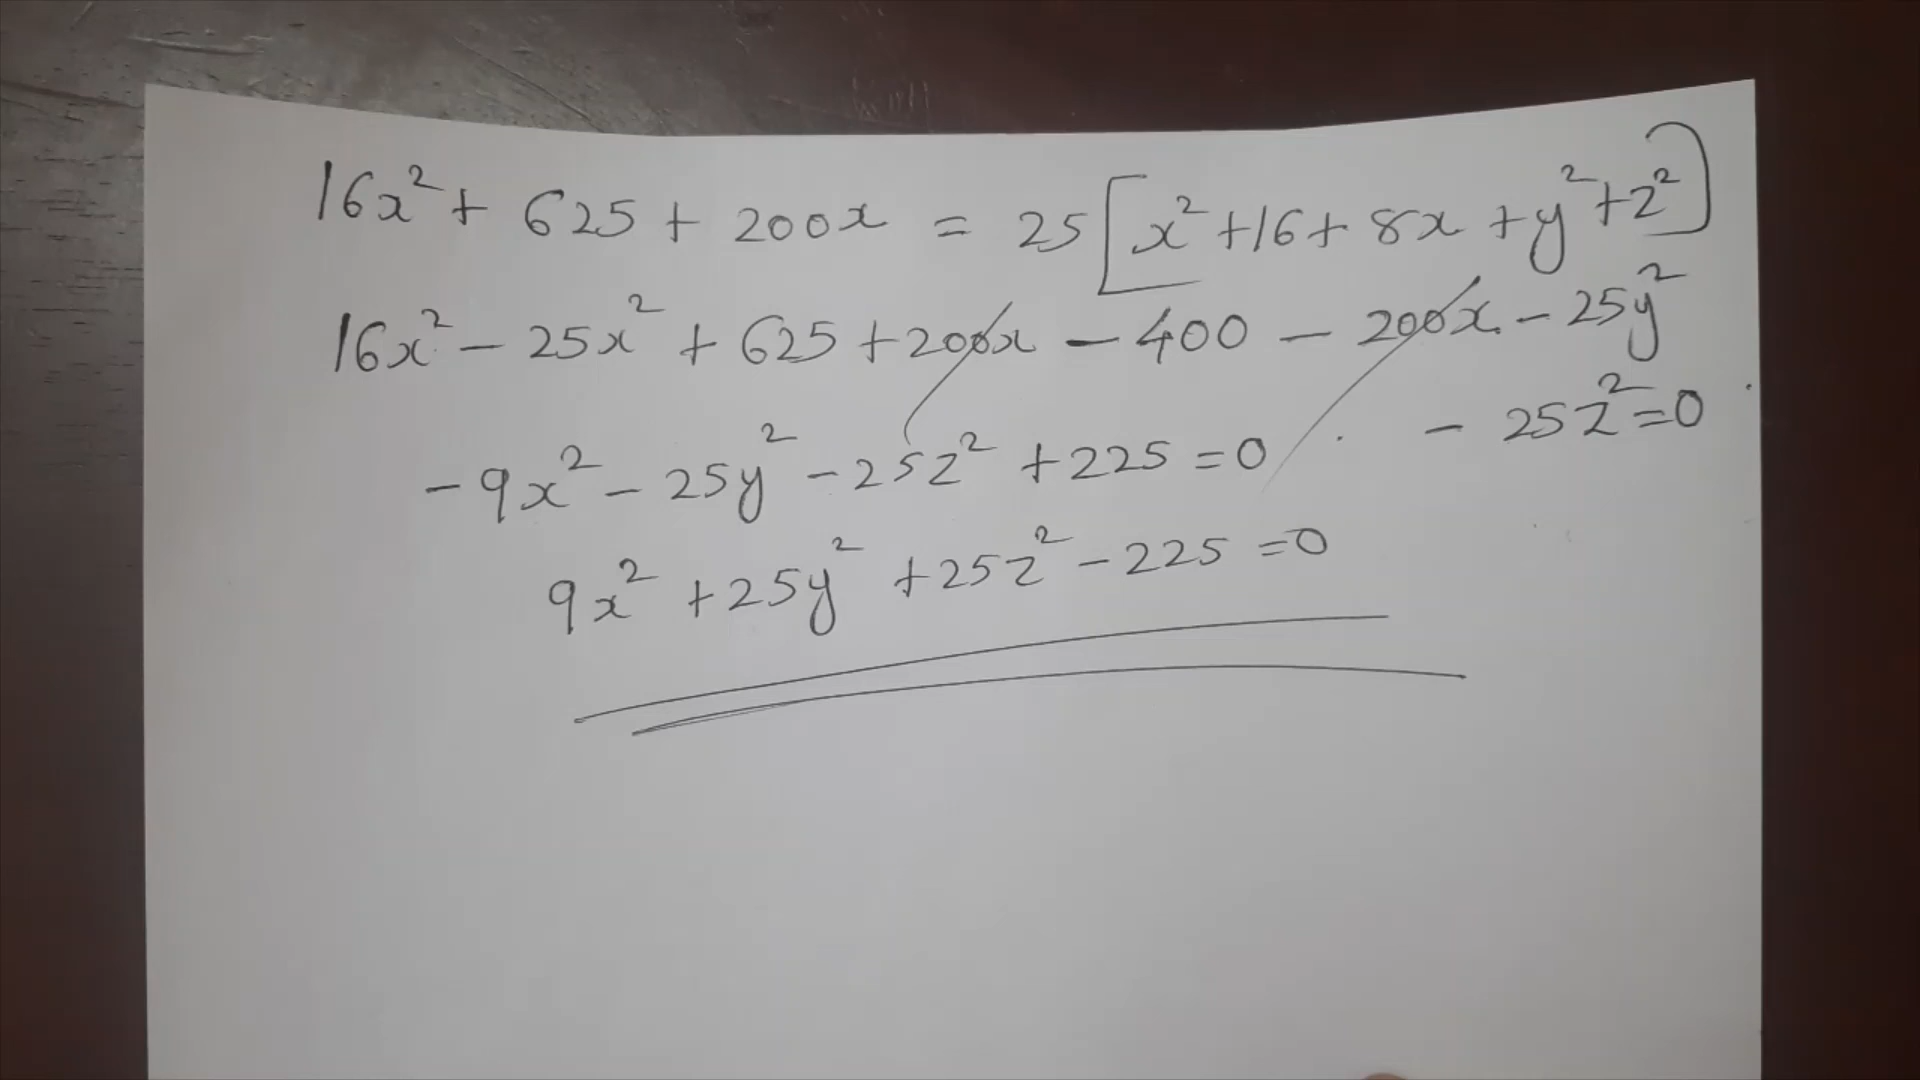 16x² + 625 + 200x = 25[x² + 16 + 8x + y² + z²]
16x² - 25x² + 625 + 200x - 400 - 200x - 25y²
- 25z² = 0
-9x² - 25y² - 25z² + 225 = 0
9x² + 25y² + 25z² - 225 = 0